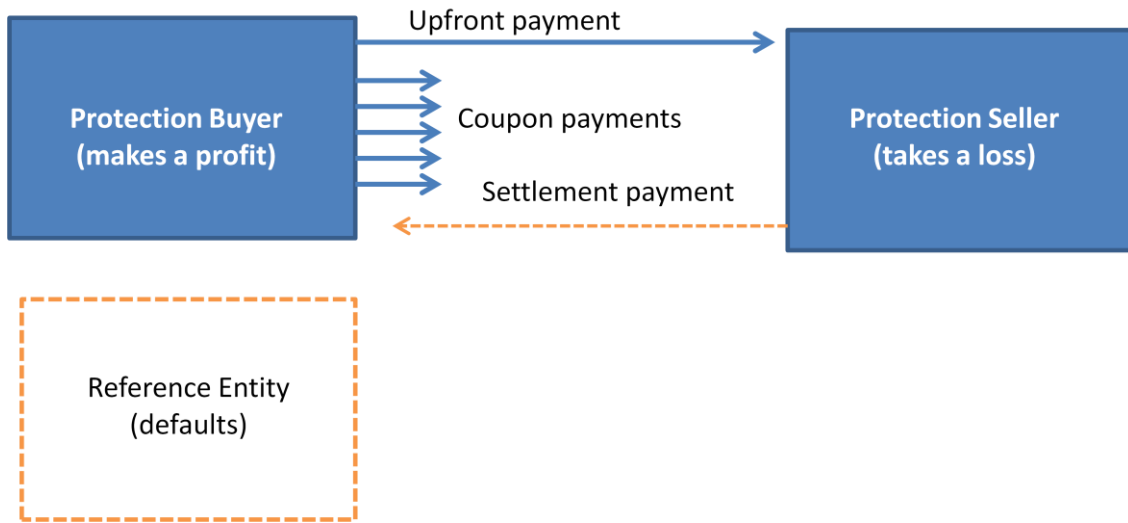 Upfront payment
Protection Buyer
(makes a profit)
Coupon payments
Protection Seller
(takes a loss)
Settlement payment
Reference Entity
(defaults)